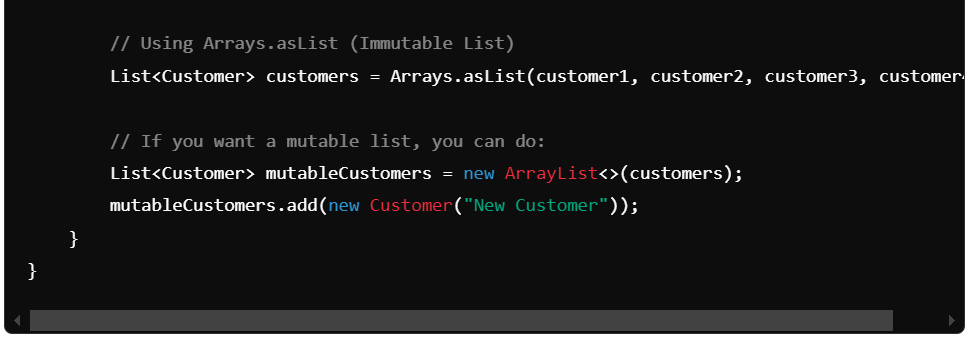 // Using Arrays.asList (Immutable List)
List<Customer> customers = Arrays.asList(customer1, customer2, customer3, customer
// If you want a mutable list, you can do:
List<Customer> mutableCustomers = new ArrayList<>(customers);
mutableCustomers.add(new Customer("New Customer"));
}
}